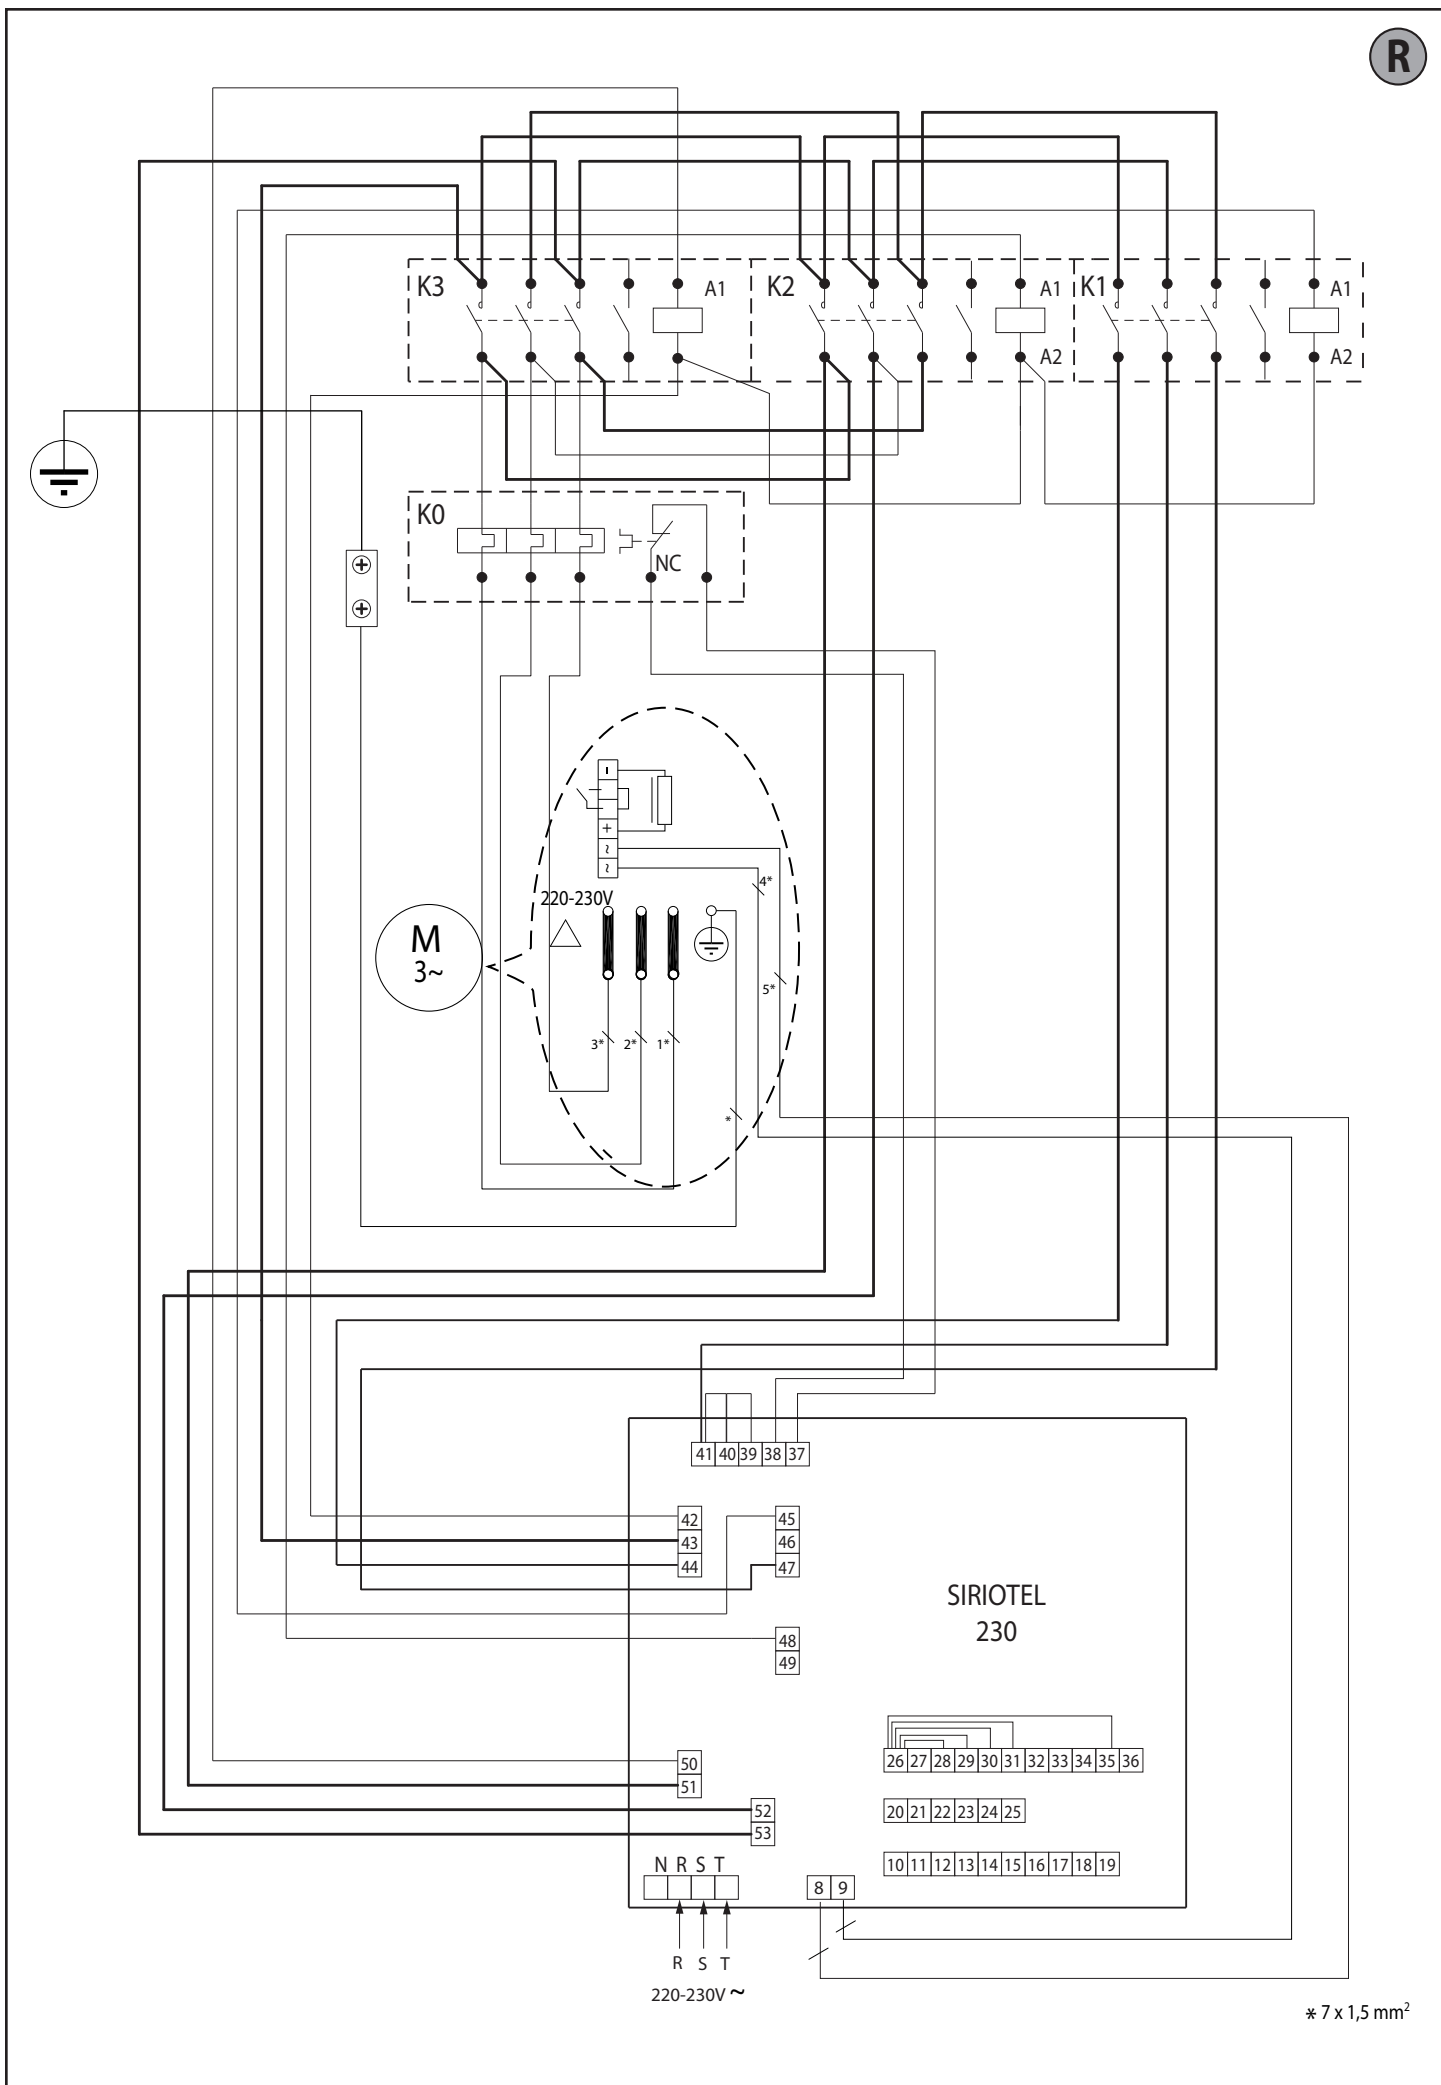 R
K3
A1
K2
A1
K1
A1
A2
A2
K0
NC
-
+
~
~
4*
220-230V
M
3~
5*
3*
2*
1*
*
41 40 39 38 37
42
43
44
45
46
47
SIRIOTEL
230
48
49
50
51
26 27 28 29 30 31 32 33 34 35 36
52
53
20 21 22 23 24 25
10 11 12 13 14 15 16 17 18 19
N R S T
8 9
R S T
220-230V ~
* 7 x 1,5 mm²